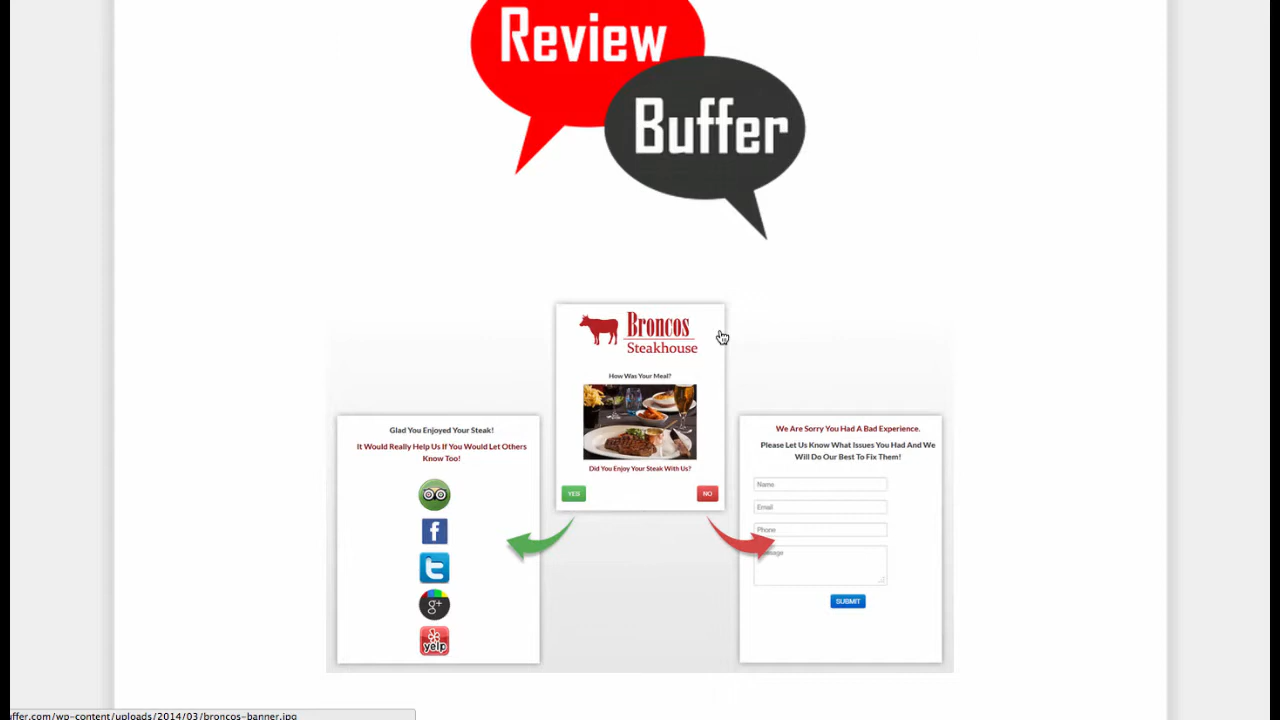 Review
Buffer
Broncos
Steakhouse
How Was Your Meal?
Did You Enjoy Your Steak With Us?
YES
NO
Glad You Enjoyed Your Steak!
It Would Really Help Us If You Would Let Others
Know Too!
f
t
g+
yelp
We Are Sorry You Had A Bad Experience.
Please Let Us Know What Issues You Had And We
Will Do Our Best To Fix Them!
Name
Email
Phone
SUBMIT
uffer.com/wp-content/uploads/2014/03/broncos-banner.jpg